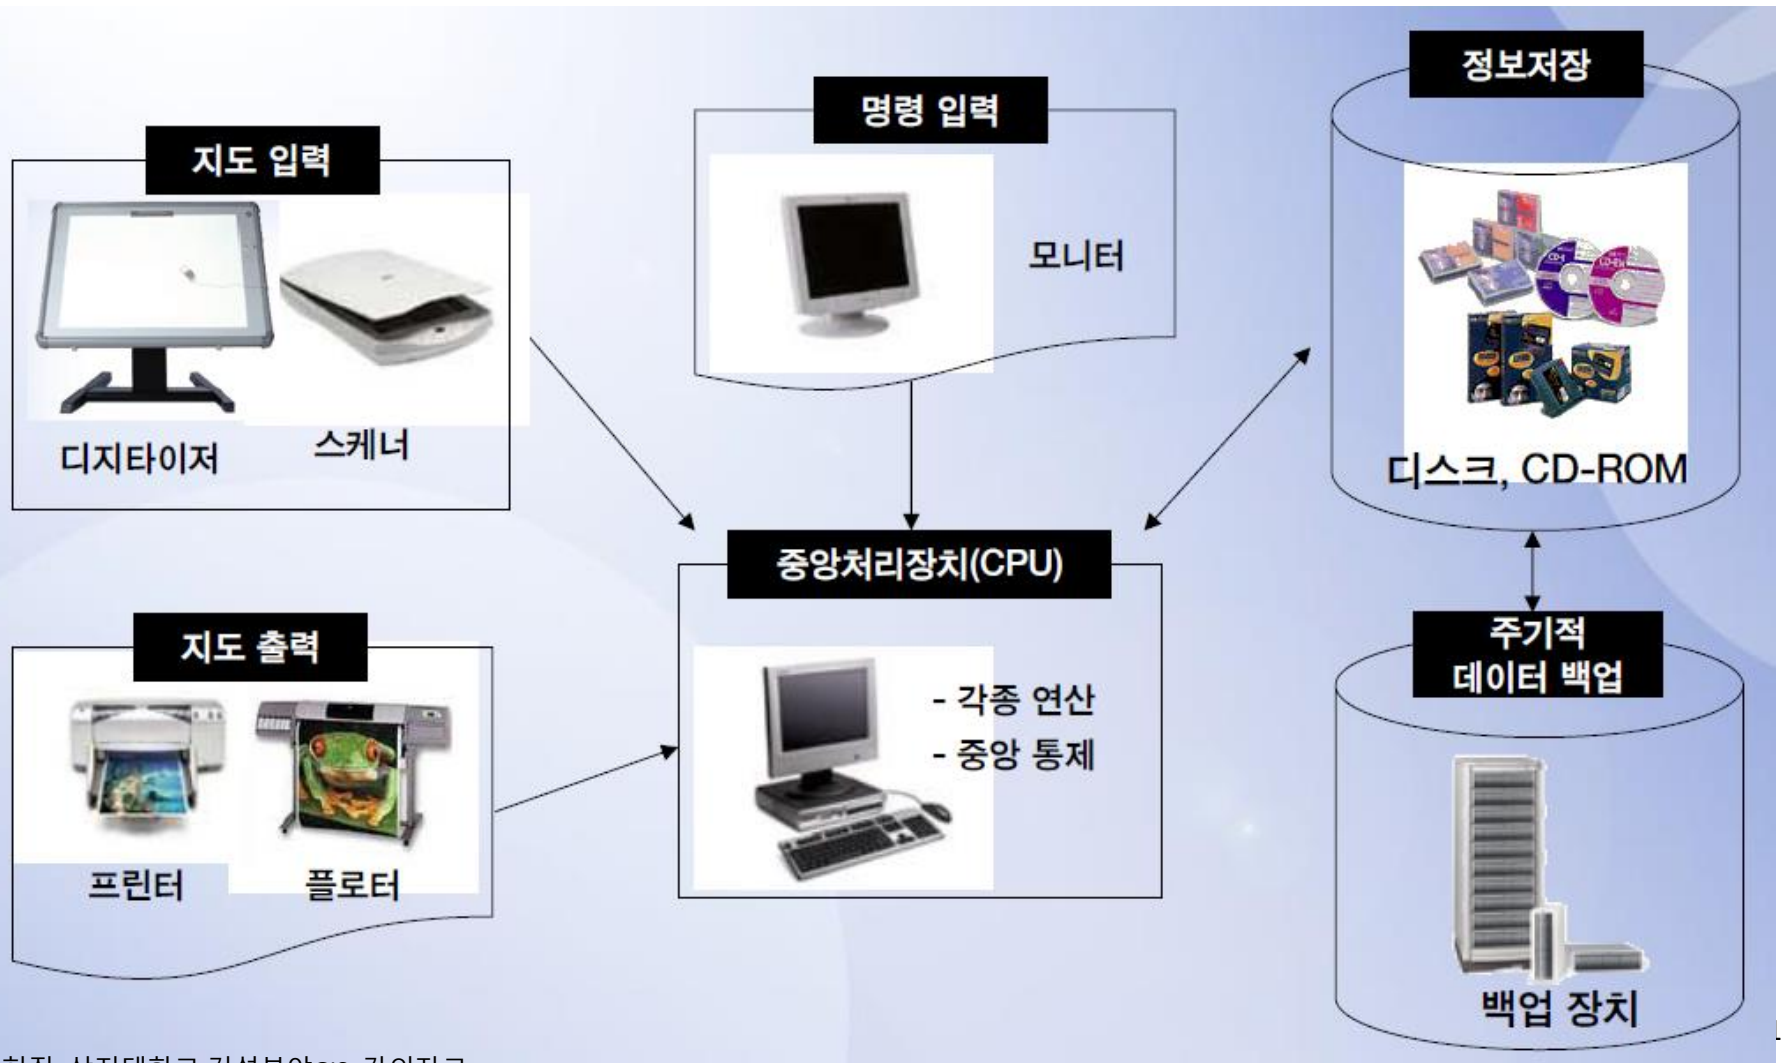 정보저장
명령 입력
지도 입력
모니터
디지타이저
스케너
디스크, CD-ROM
중앙처리장치(CPU)
- 각종 연산
- 중앙 통제
지도 출력
프린터
플로터
주기적
데이터 백업
백업 장치